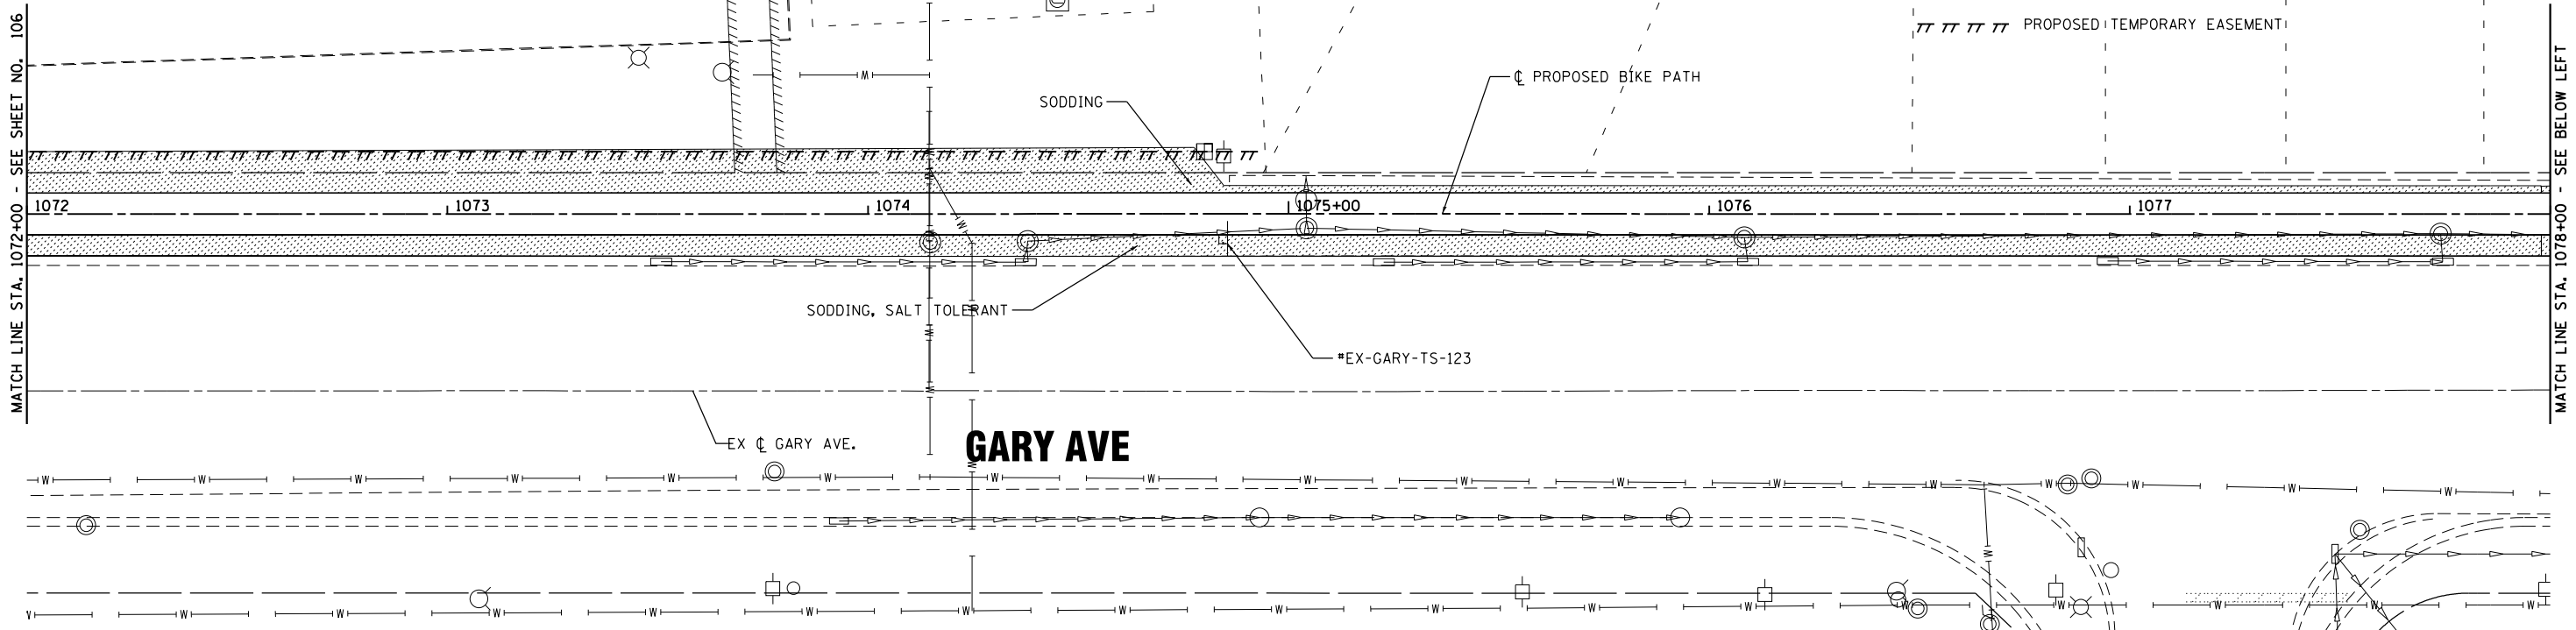 MATCH LINE STA. 1072+00 - SEE SHEET NO. 106
PROPOSED TEMPORARY EASEMENT
℄ PROPOSED BIKE PATH
SODDING
1072
1073
1074
1075+00
1076
1077
SODDING, SALT TOLERANT
#EX-GARY-TS-123
EX ℄ GARY AVE.
GARY AVE
MATCH LINE STA. 1078+00 - SEE BELOW LEFT